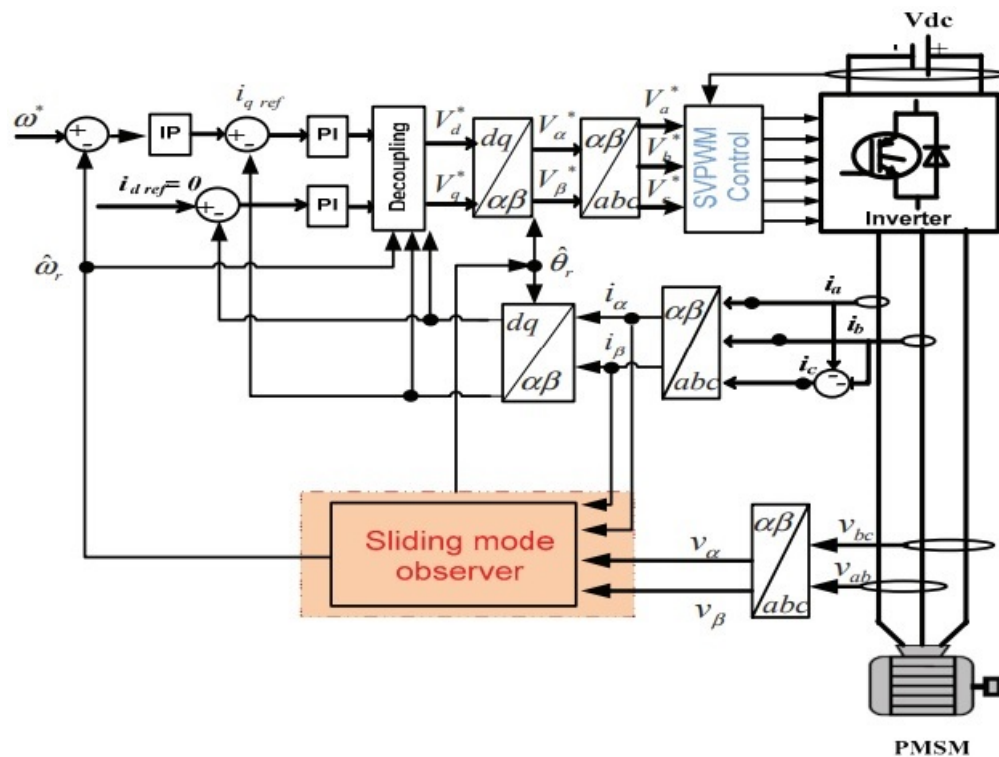 Vdc
- +
ω* + - IP
i_q ref + - PI
i_d ref = 0 + - PI
Decoupling
V_d^*
V_q^*
dq
αβ
V_α^*
V_β^*
αβ
abc
V_a^*
V_b^*
V_c^*
SVPWM
Control
Inverter
ω̂_r
θ̂_r
dq
αβ
i_α
i_β
αβ
abc
i_a
i_b
i_c
- -
Sliding mode
observer
v_α
v_β
αβ
abc
v_bc
v_ab
PMSM